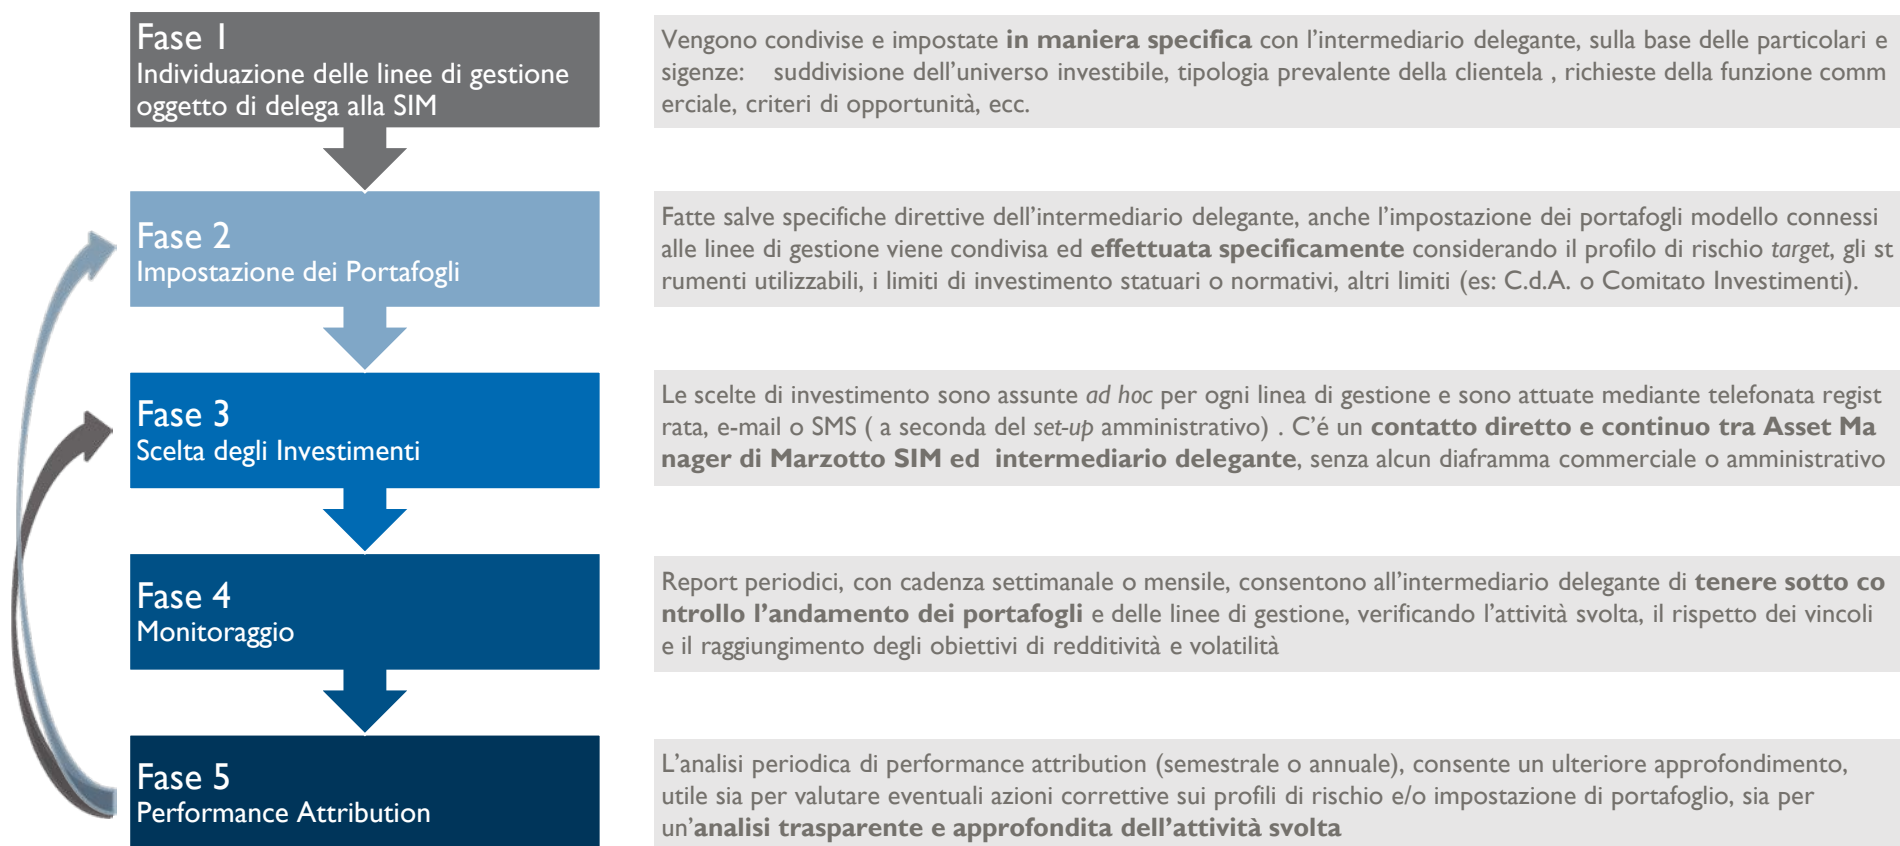 Fase 1
Individuazione delle linee di gestione
oggetto di delega alla SIM
Vengono condivise e impostate in maniera specifica con l'intermediario delegante, sulla base delle particolari e
sigenze: suddivisione dell'universo investibile, tipologia prevalente della clientela , richieste della funzione comm
erciale, criteri di opportunità, ecc.
Fase 2
Impostazione dei Portafogli
Fatte salve specifiche direttive dell'intermediario delegante, anche l'impostazione dei portafogli modello connessi
alle linee di gestione viene condivisa ed effettuata specificamente considerando il profilo di rischio target, gli st
rumenti utilizzabili, i limiti di investimento statuari o normativi, altri limiti (es: C.d.A. o Comitato Investimenti).
Fase 3
Scelta degli Investimenti
Le scelte di investimento sono assunte ad hoc per ogni linea di gestione e sono attuate mediante telefonata regist
rata, e-mail o SMS ( a seconda del set-up amministrativo) . C'é un contatto diretto e continuo tra Asset Ma
nager di Marzotto SIM ed intermediario delegante, senza alcun diaframma commerciale o amministrativo
Fase 4
Monitoraggio
Report periodici, con cadenza settimanale o mensile, consentono all'intermediario delegante di tenere sotto co
ntrollo l'andamento dei portafogli e delle linee di gestione, verificando l'attività svolta, il rispetto dei vincoli
e il raggiungimento degli obiettivi di redditività e volatilità
Fase 5
Performance Attribution
L'analisi periodica di performance attribution (semestrale o annuale), consente un ulteriore approfondimento,
utile sia per valutare eventuali azioni correttive sui profili di rischio e/o impostazione di portafoglio, sia per
un'analisi trasparente e approfondita dell'attività svolta